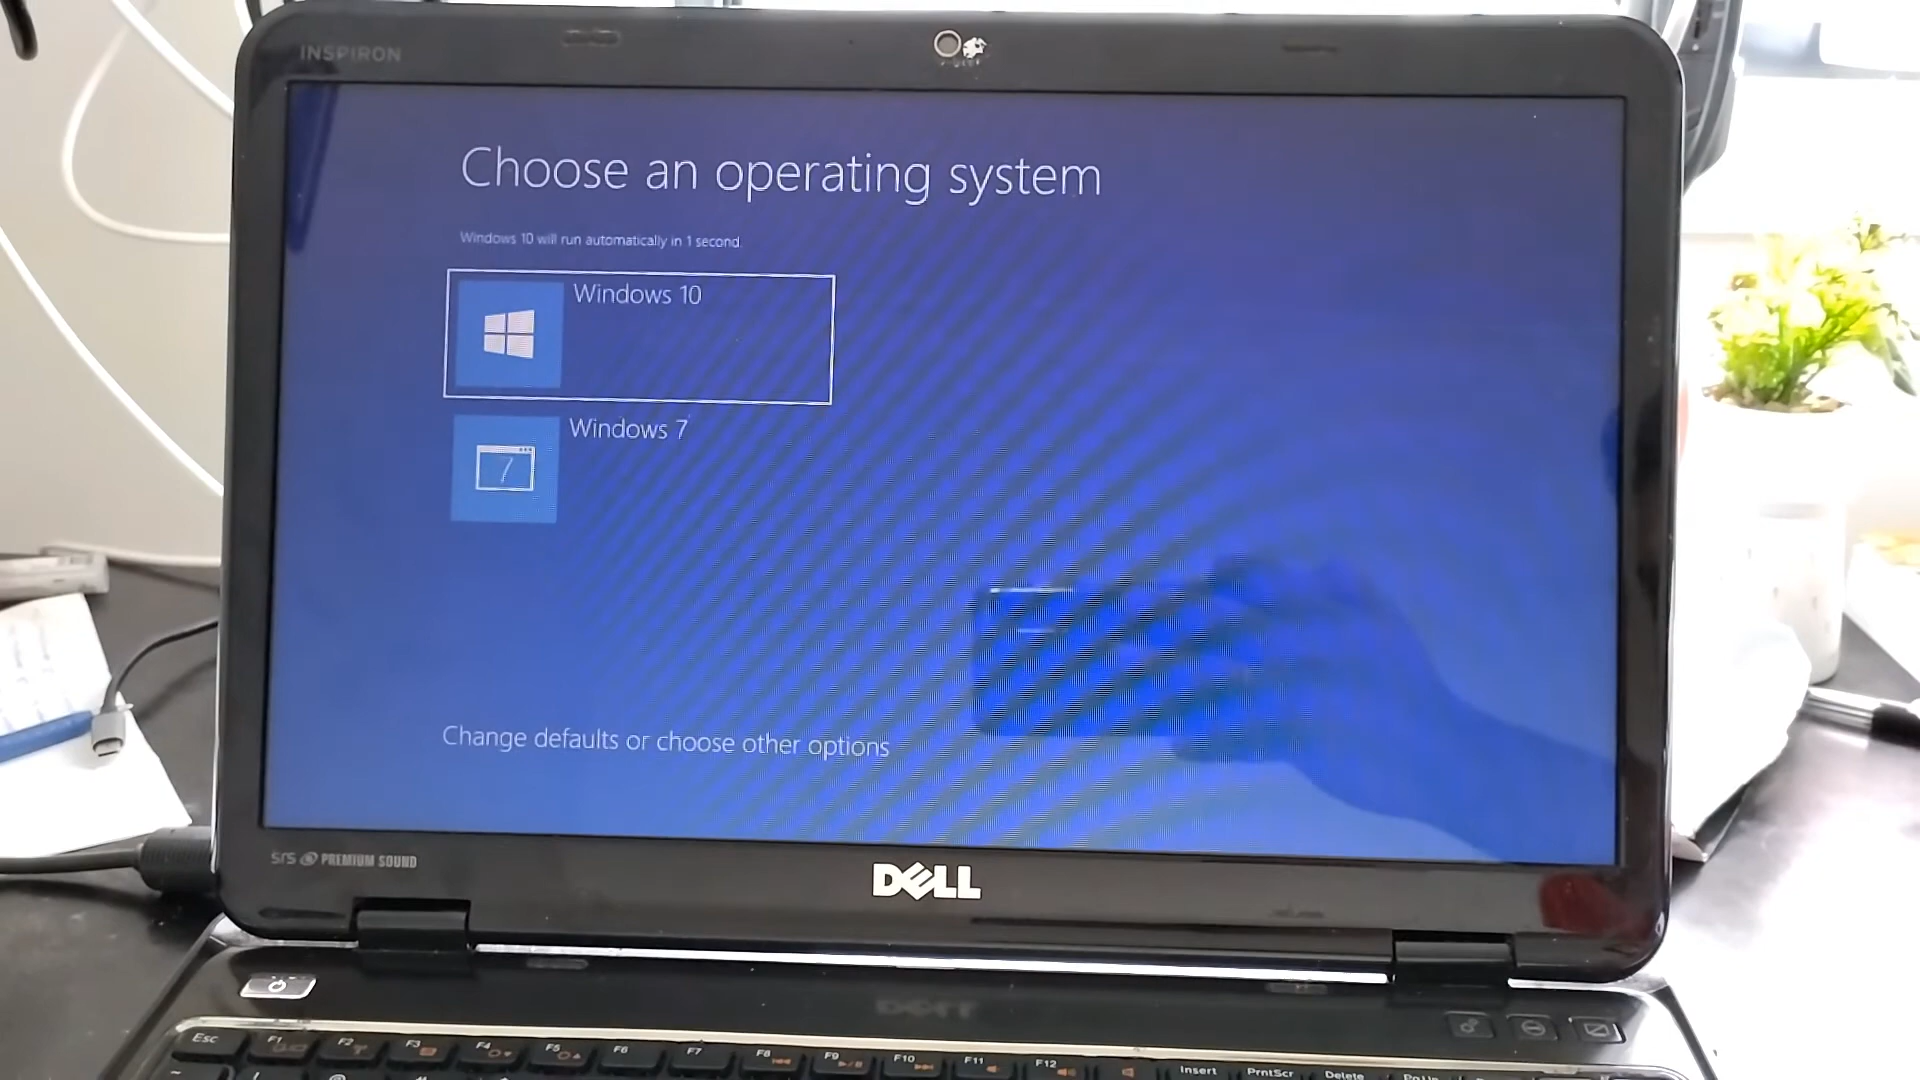 INSPIRON
Choose an operating system
Windows 10 will run automatically in 1 second.
Windows 10
7
Windows 7
Change defaults or choose other options
SRS PREMIUM SOUND
DELL
Esc F1 F2 F3 F4 F5 F6 F7 F8 F9 F10 F11 F12 Insert PrntScr Delete